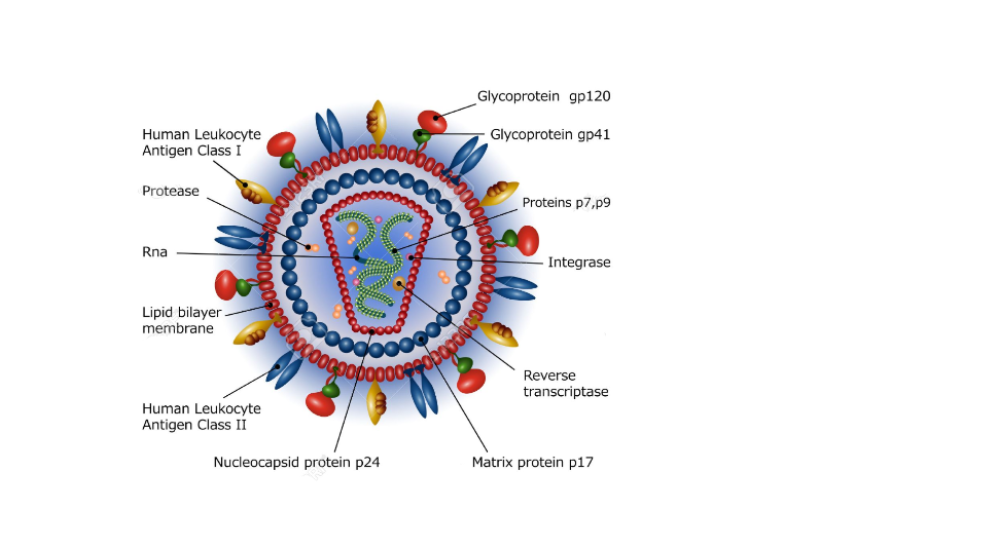 Glycoprotein gp120
Human Leukocyte
Antigen Class I
Glycoprotein gp41
Protease
Proteins p7,p9
Rna
Integrase
Lipid bilayer
membrane
Reverse
transcriptase
Human Leukocyte
Antigen Class II
Nucleocapsid protein p24
Matrix protein p17